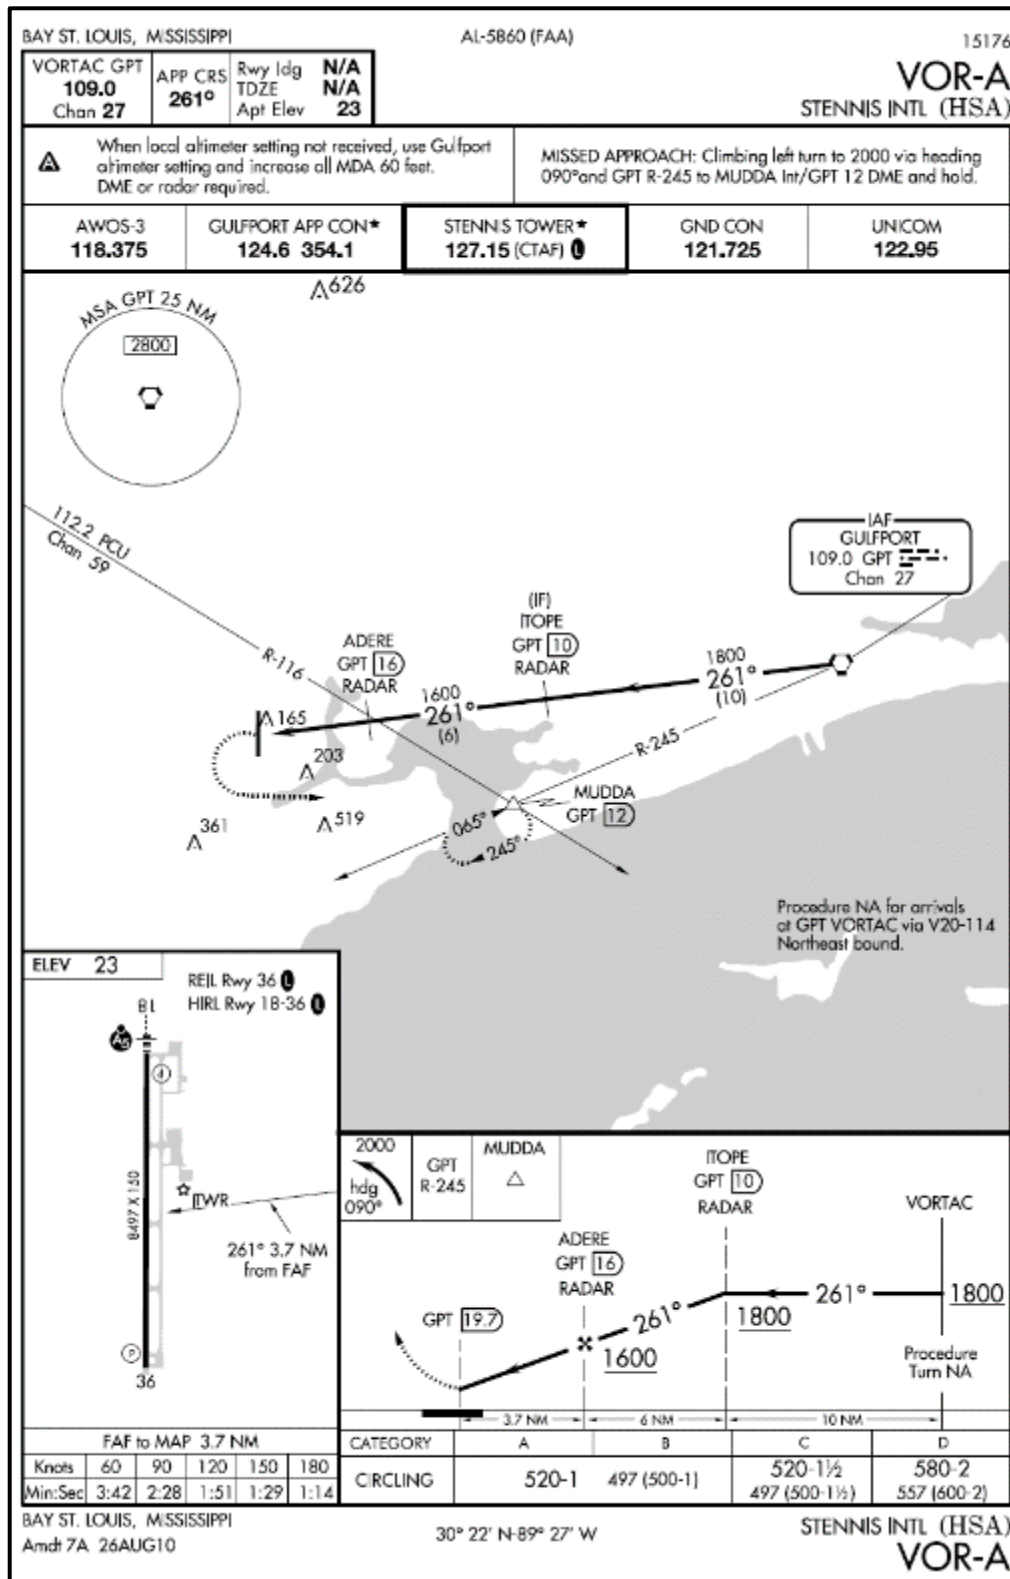 BAY ST. LOUIS, MISSISSIPPI
AL-5860 (FAA)
15176
VORTAC GPT
109.0
Chan 27
APP CRS
261°
Rwy ldg N/A
TDZE N/A
Apt Elev 23
VOR-A
STENNIS INTL (HSA)
A
When local altimeter setting not received, use Gulfport
altimeter setting and increase all MDA 60 feet.
DME or radar required.
MISSED APPROACH: Climbing left turn to 2000 via heading
090° and GPT R-245 to MUDDA Int/GPT 12 DME and hold.
AWOS-3
118.375
GULFPORT APP CON★
124.6 354.1
STENNIS TOWER★
127.15 (CTAF) L
GND CON
121.725
UNICOM
122.95
626
MSA GPT 25 NM
2800
112.2 PCU
Chan 59
IAF
GULFPORT
109.0 GPT
Chan 27
(IF)
ITOPE
GPT 10
RADAR
ADERE
GPT 16
RADAR
R-116
1800
261°
(10)
1600
261°
(6)
165
R-245
203
MUDDA
GPT 12
519
361
065°
245°
Procedure NA for arrivals
at GPT VORTAC via V20-114
Northeast bound.
ELEV 23
REIL Rwy 36 L
HIRL Rwy 18-36 L
18
A5
4
8497 X 150
TWR
261° 3.7 NM
from FAF
P
36
2000
hdg
090°
GPT
R-245
MUDDA
ITOPE
GPT 10
RADAR
VORTAC
ADERE
GPT 16
RADAR
GPT 19.7
261°
1600
1800
261°
1800
Procedure
Turn NA
3.7 NM
6 NM
10 NM
FAF to MAP 3.7 NM
Knots 60 90 120 150 180
Min:Sec 3:42 2:28 1:51 1:29 1:14
CATEGORY A B C D
CIRCLING 520-1 497 (500-1) 520-1½ 497 (500-1½) 580-2 557 (600-2)
BAY ST. LOUIS, MISSISSIPPI
Amdt 7A 26AUG10
30° 22' N-89° 27' W
STENNIS INTL (HSA)
VOR-A